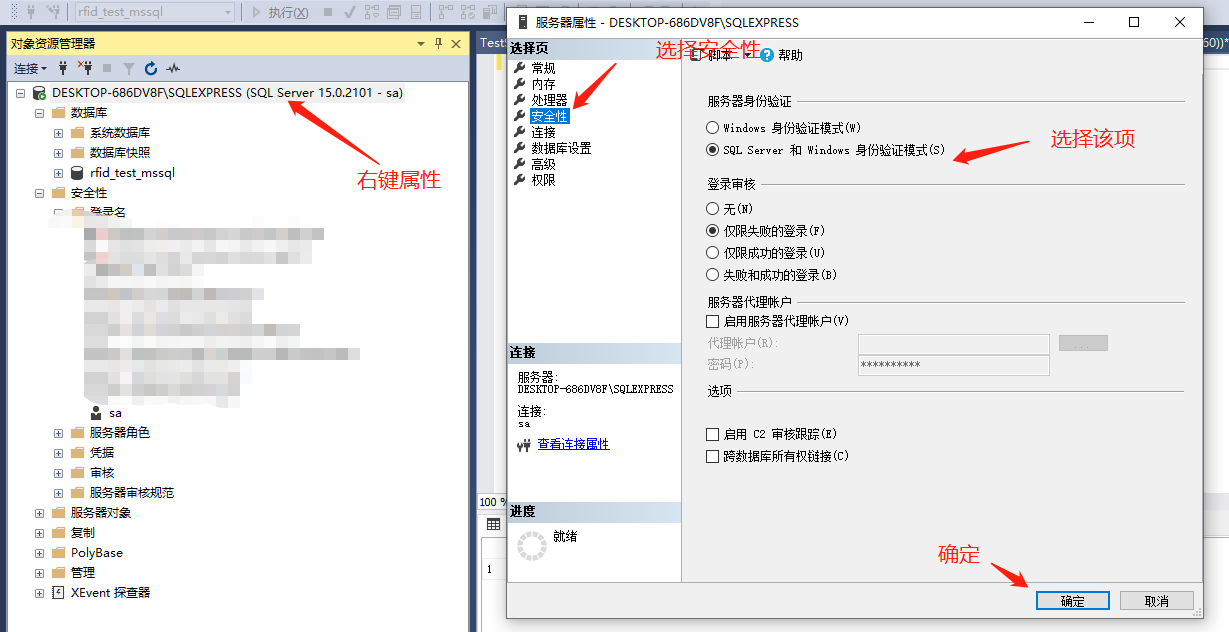 rfid_test_mssql
执行(X)
对象资源管理器
连接
DESKTOP-686DV8F\SQLEXPRESS (SQL Server 15.0.2101 - sa)
数据库
系统数据库
数据库快照
rfid_test_mssql
安全性
登录名
sa
服务器角色
凭据
审核
服务器审核规范
服务器对象
复制
PolyBase
管理
XEvent 探查器
右键属性
TestS
60))*
100 %
1
服务器属性 - DESKTOP-686DV8F\SQLEXPRESS
选择页
常规
内存
处理器
安全性
连接
数据库设置
高级
权限
选择安全性
脚本
帮助
服务器身份验证
Windows 身份验证模式(W)
SQL Server 和 Windows 身份验证模式(S)
选择该项
登录审核
无(N)
仅限失败的登录(F)
仅限成功的登录(U)
失败和成功的登录(B)
服务器代理帐户
启用服务器代理帐户(V)
代理帐户(R):
...
密码(P):
**********
选项
启用 C2 审核跟踪(E)
跨数据库所有权链接(C)
连接
服务器:
DESKTOP-686DV8F\SQLEXPRESS
连接:
sa
查看连接属性
进度
就绪
确定
确定
取消